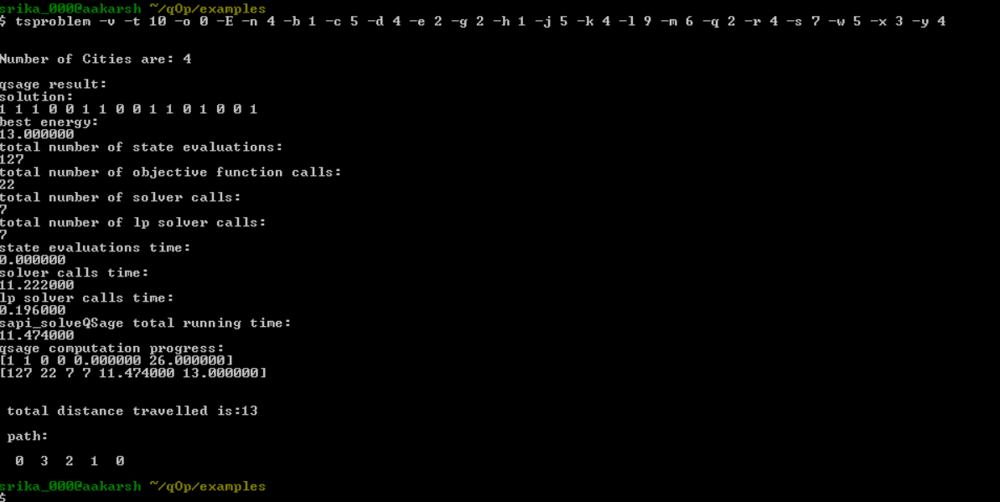 srika_000@aakarsh ~/qOp/examples
$ tsproblem -v -t 10 -o 0 -E -n 4 -b 1 -c 5 -d 4 -e 2 -g 2 -h 1 -j 5 -k 4 -l 9 -m 6 -q 2 -r 4 -s 7 -w 5 -x 3 -y 4
Number of Cities are: 4
qsage result:
solution:
1 1 1 0 0 1 1 0 0 1 1 0 1 0 0 1
best energy:
13.000000
total number of state evaluations:
127
total number of objective function calls:
22
total number of solver calls:
7
total number of lp solver calls:
7
state evaluations time:
0.000000
solver calls time:
11.222000
lp solver calls time:
0.196000
sapi_solveQSage total running time:
11.474000
qsage computation progress:
[1 1 0 0 0.000000 26.000000]
[127 22 7 7 11.474000 13.000000]
total distance travelled is:13
path:
0 3 2 1 0
srika_000@aakarsh ~/qOp/examples
$